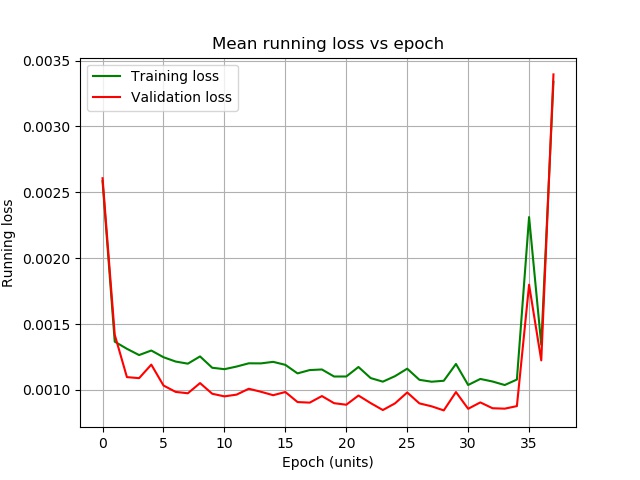 Mean running loss vs epoch
0.0035
0.0030
0.0025
0.0020
0.0015
0.0010
Running loss
Training loss
Validation loss
0 5 10 15 20 25 30 35
Epoch (units)